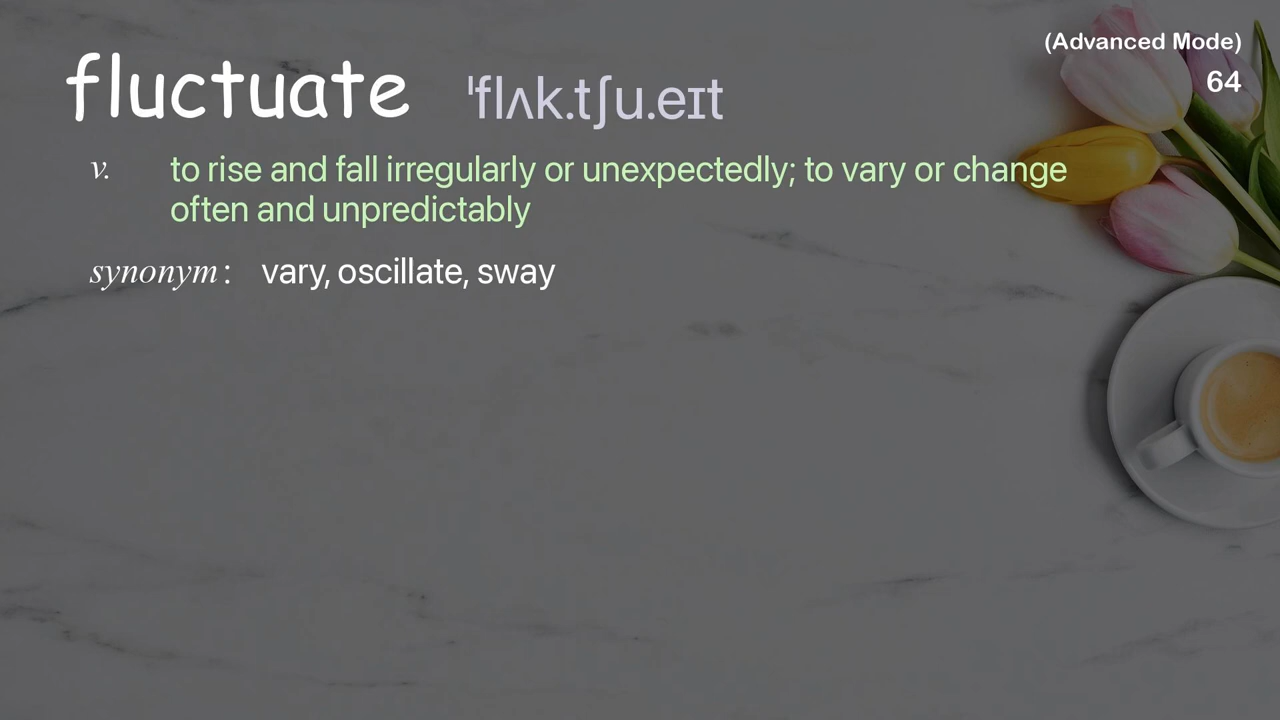 (Advanced Mode)
64
fluctuate ˈflʌk.tʃu.eɪt
v. to rise and fall irregularly or unexpectedly; to vary or change
often and unpredictably
synonym: vary, oscillate, sway